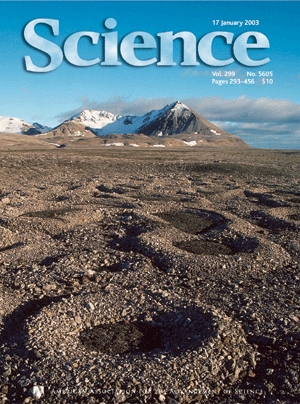 17 January 2003
Science
Vol. 299 No. 5605
Pages 293–456 $10
AMERICAN ASSOCIATION FOR THE ADVANCEMENT OF SCIENCE